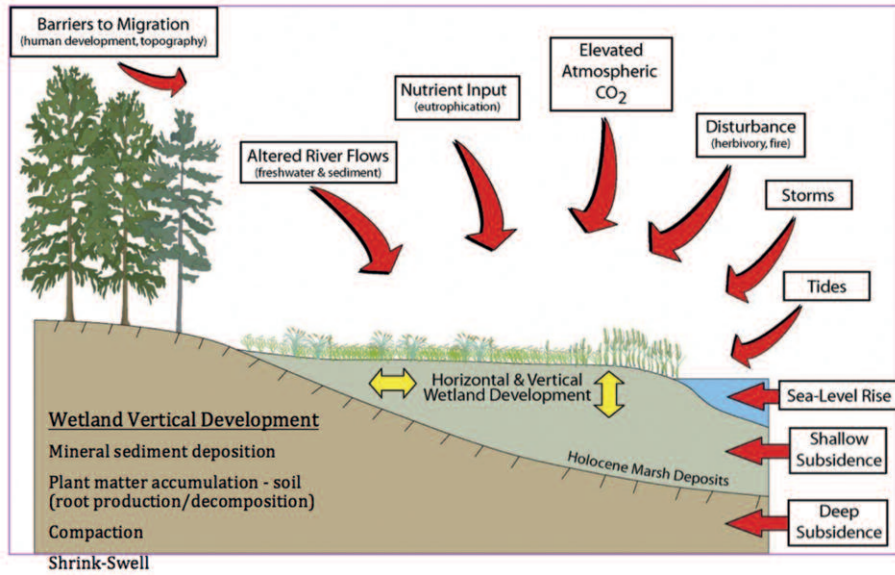 Barriers to Migration
(human development, topography)
Nutrient Input
(eutrophication)
Elevated
Atmospheric
CO2
Disturbance
(herbivory, fire)
Altered River Flows
(freshwater & sediment)
Storms
Tides
Horizontal & Vertical
Wetland Development
Sea-Level Rise
Wetland Vertical Development
Mineral sediment deposition
Plant matter accumulation - soil
(root production/decomposition)
Compaction
Shrink-Swell
Holocene Marsh Deposits
Shallow
Subsidence
Deep
Subsidence